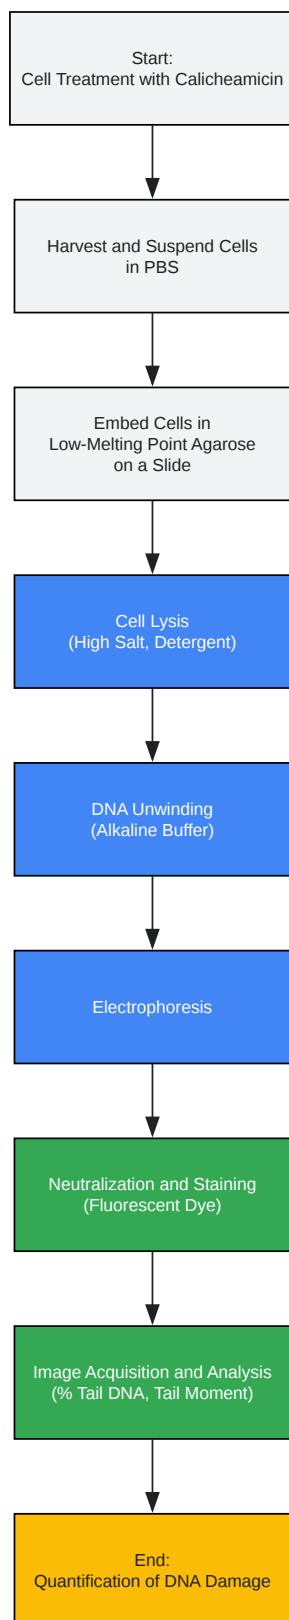 Start:
Cell Treatment with Calicheamicin
Harvest and Suspend Cells
in PBS
Embed Cells in
Low-Melting Point Agarose
on a Slide
Cell Lysis
(High Salt, Detergent)
DNA Unwinding
(Alkaline Buffer)
Electrophoresis
Neutralization and Staining
(Fluorescent Dye)
Image Acquisition and Analysis
(% Tail DNA, Tail Moment)
End:
Quantification of DNA Damage